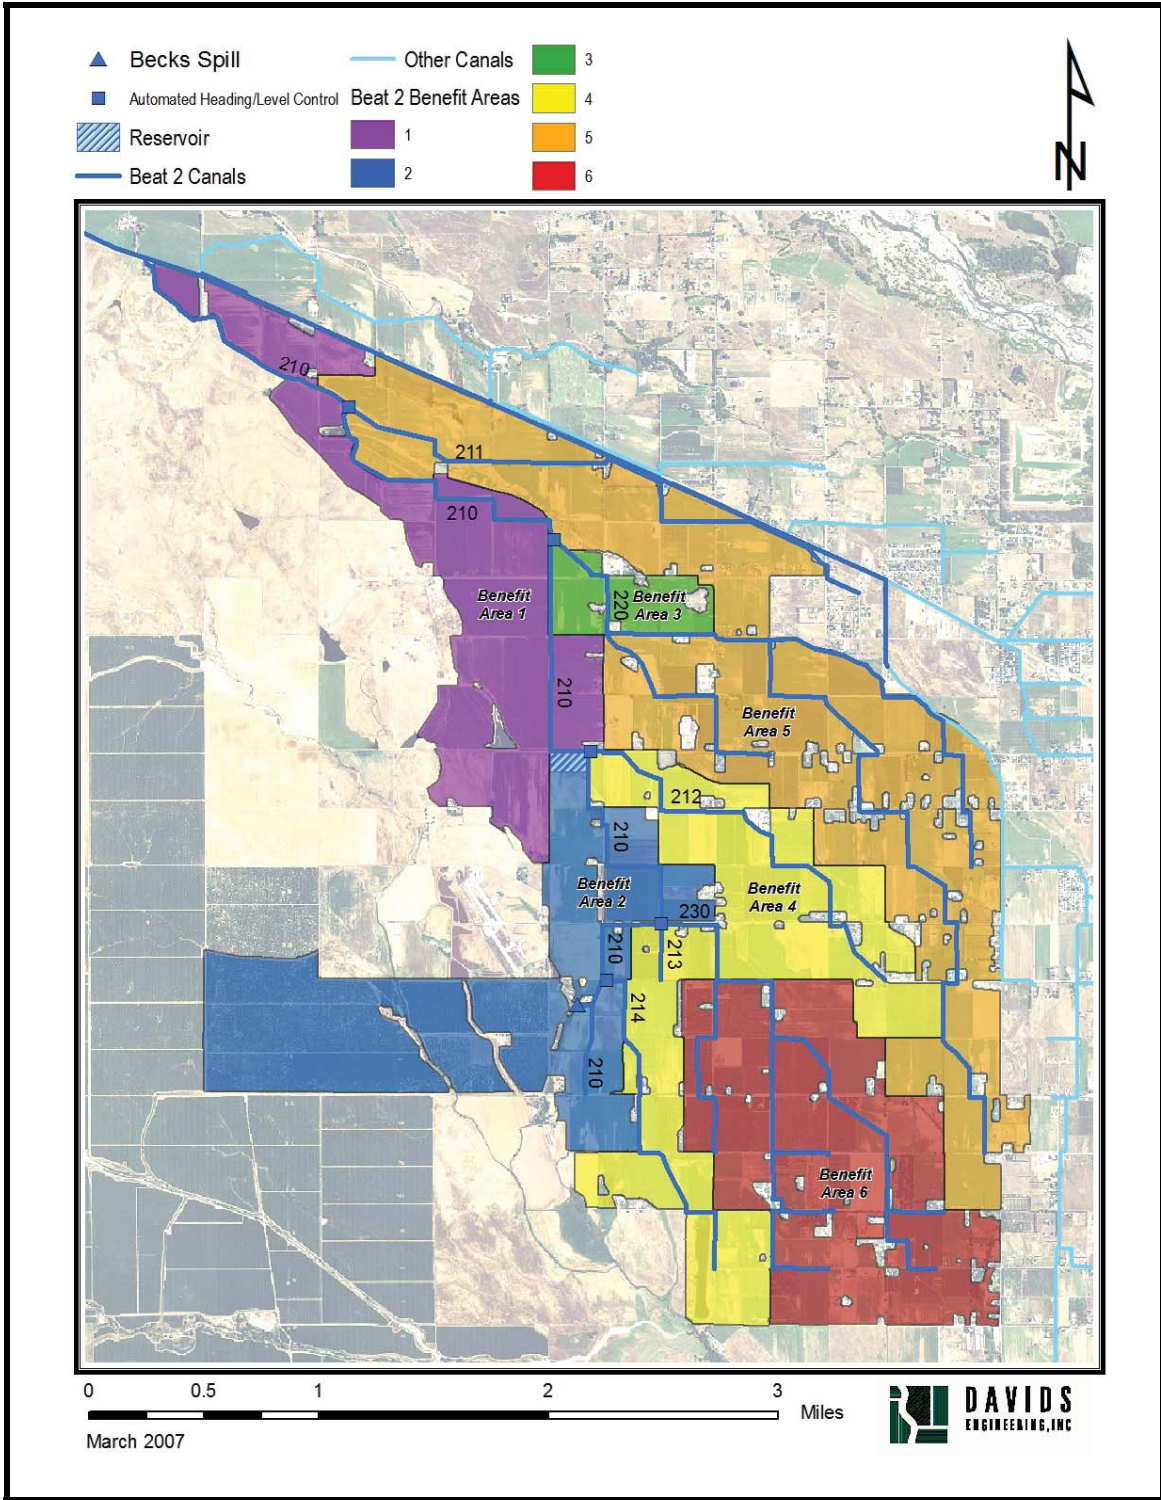 Becks Spill
Automated Heading/Level Control
Reservoir
Beat 2 Canals
Other Canals
Beat 2 Benefit Areas
1
2
3
4
5
6
N
210
211
210
Benefit
Area 1
220
Benefit
Area 3
210
Benefit
Area 5
212
210
Benefit
Area 2
Benefit
Area 4
230
210
213
214
210
Benefit
Area 6
0
0.5
1
2
3
Miles
March 2007
DAVIDS
ENGINEERING, INC